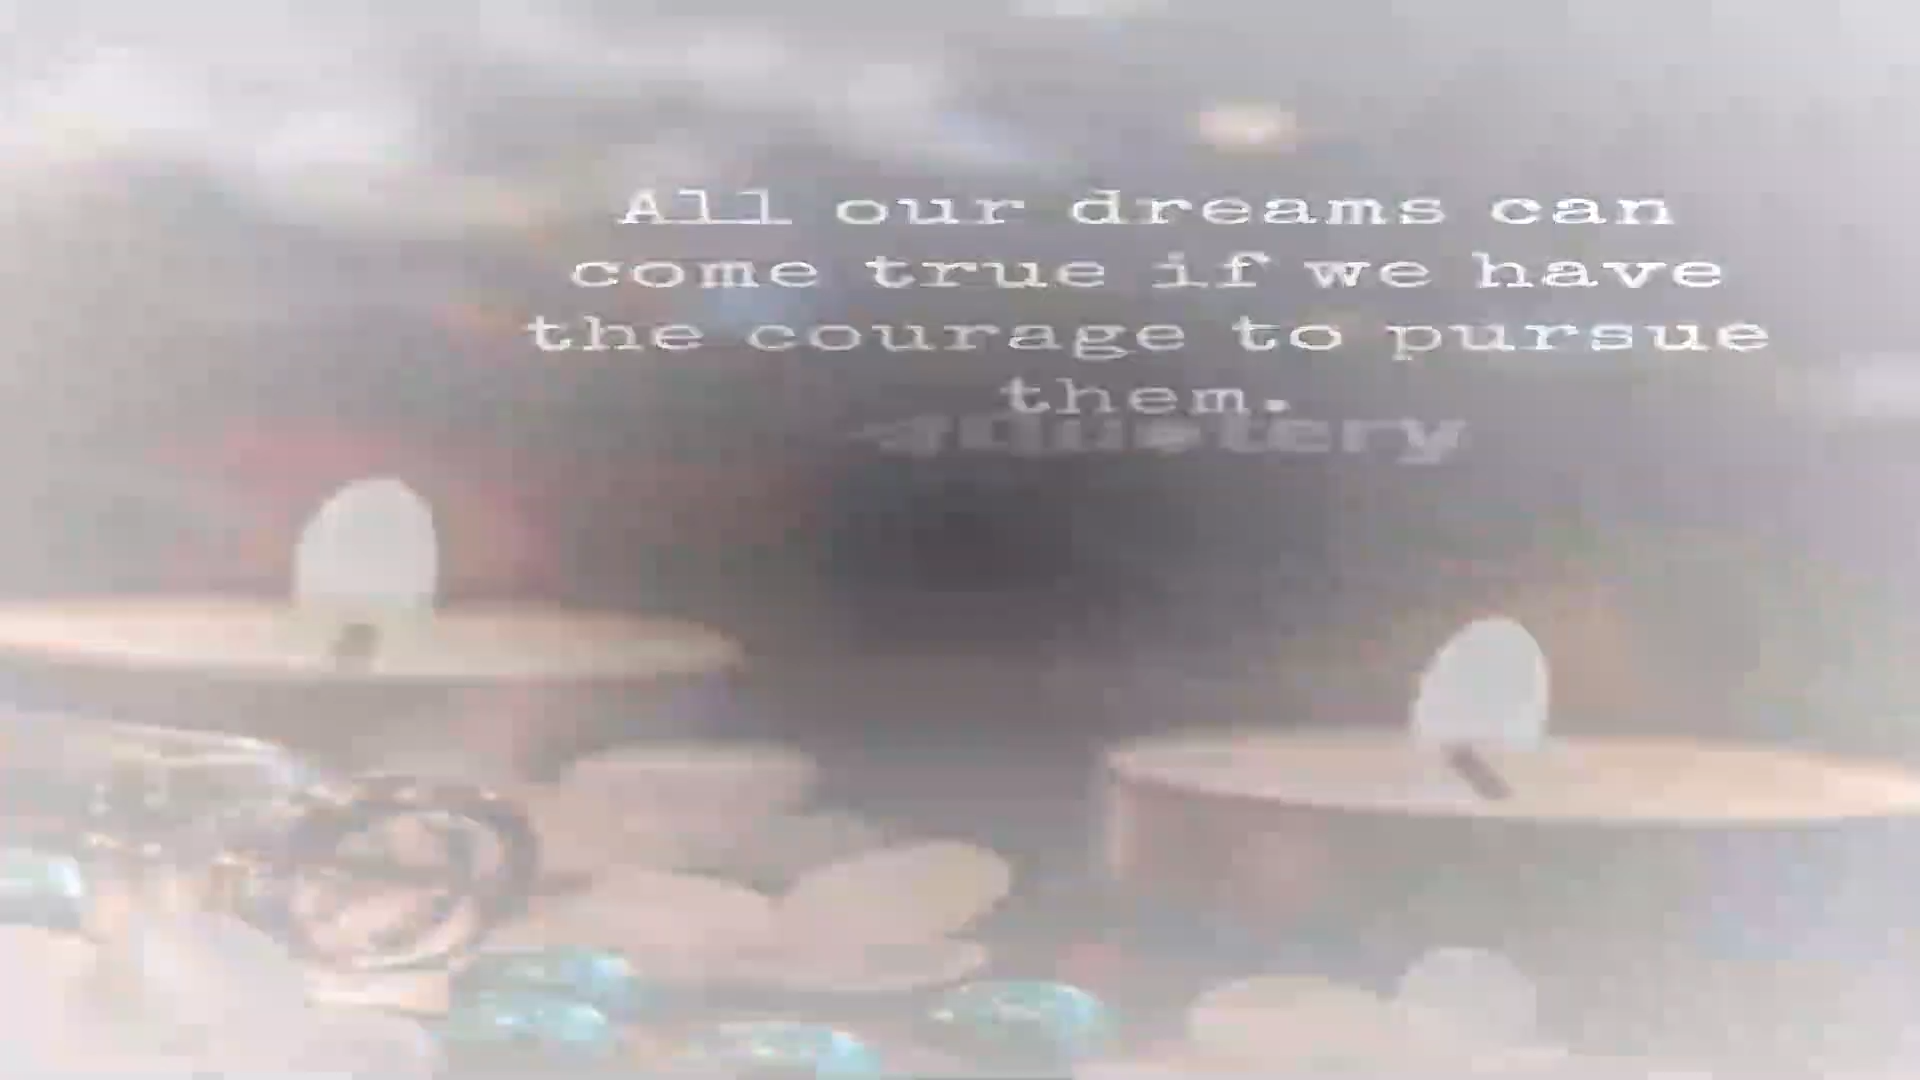 All our dreams can
come true if we have
the courage to pursue
them.